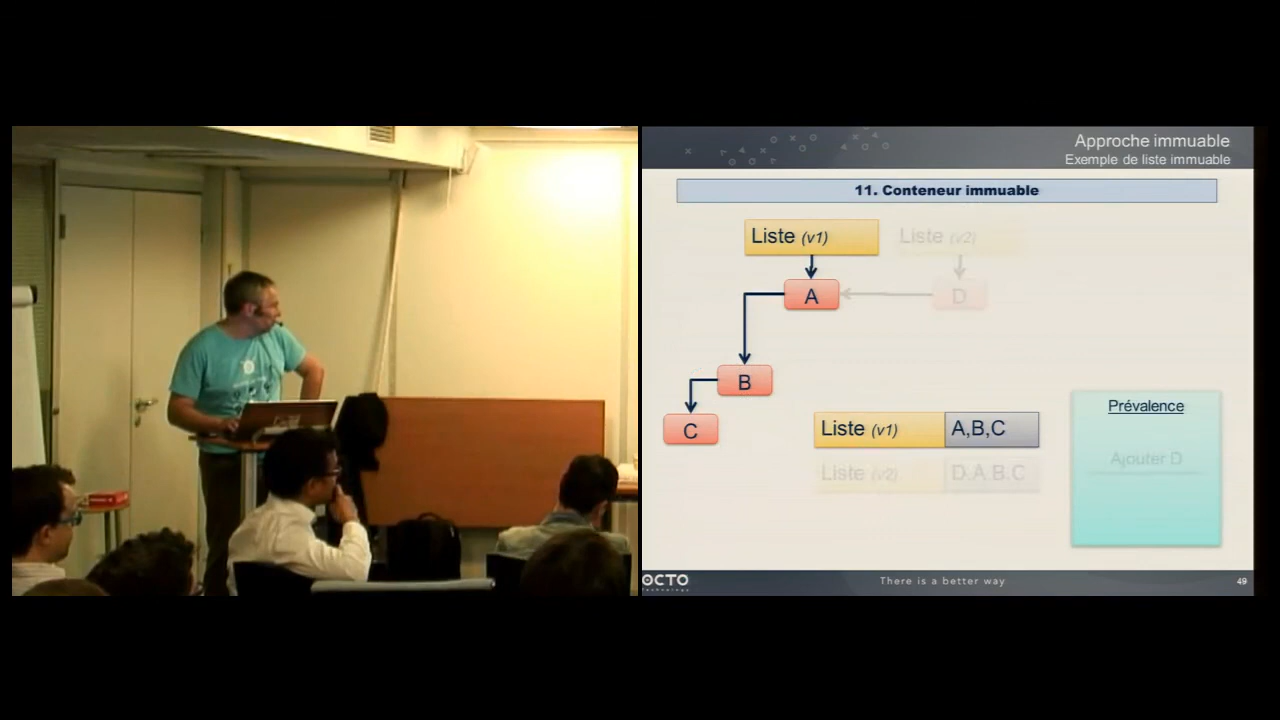 Approche immuable
Exemple de liste immuable
11. Conteneur immuable
Liste (v1)
Liste (v2)
A
D
B
C
Liste (v1)
A,B,C
Liste (v2)
D,A,B,C
Prévalence
Ajouter D
OCTO
Technology
There is a better way
49